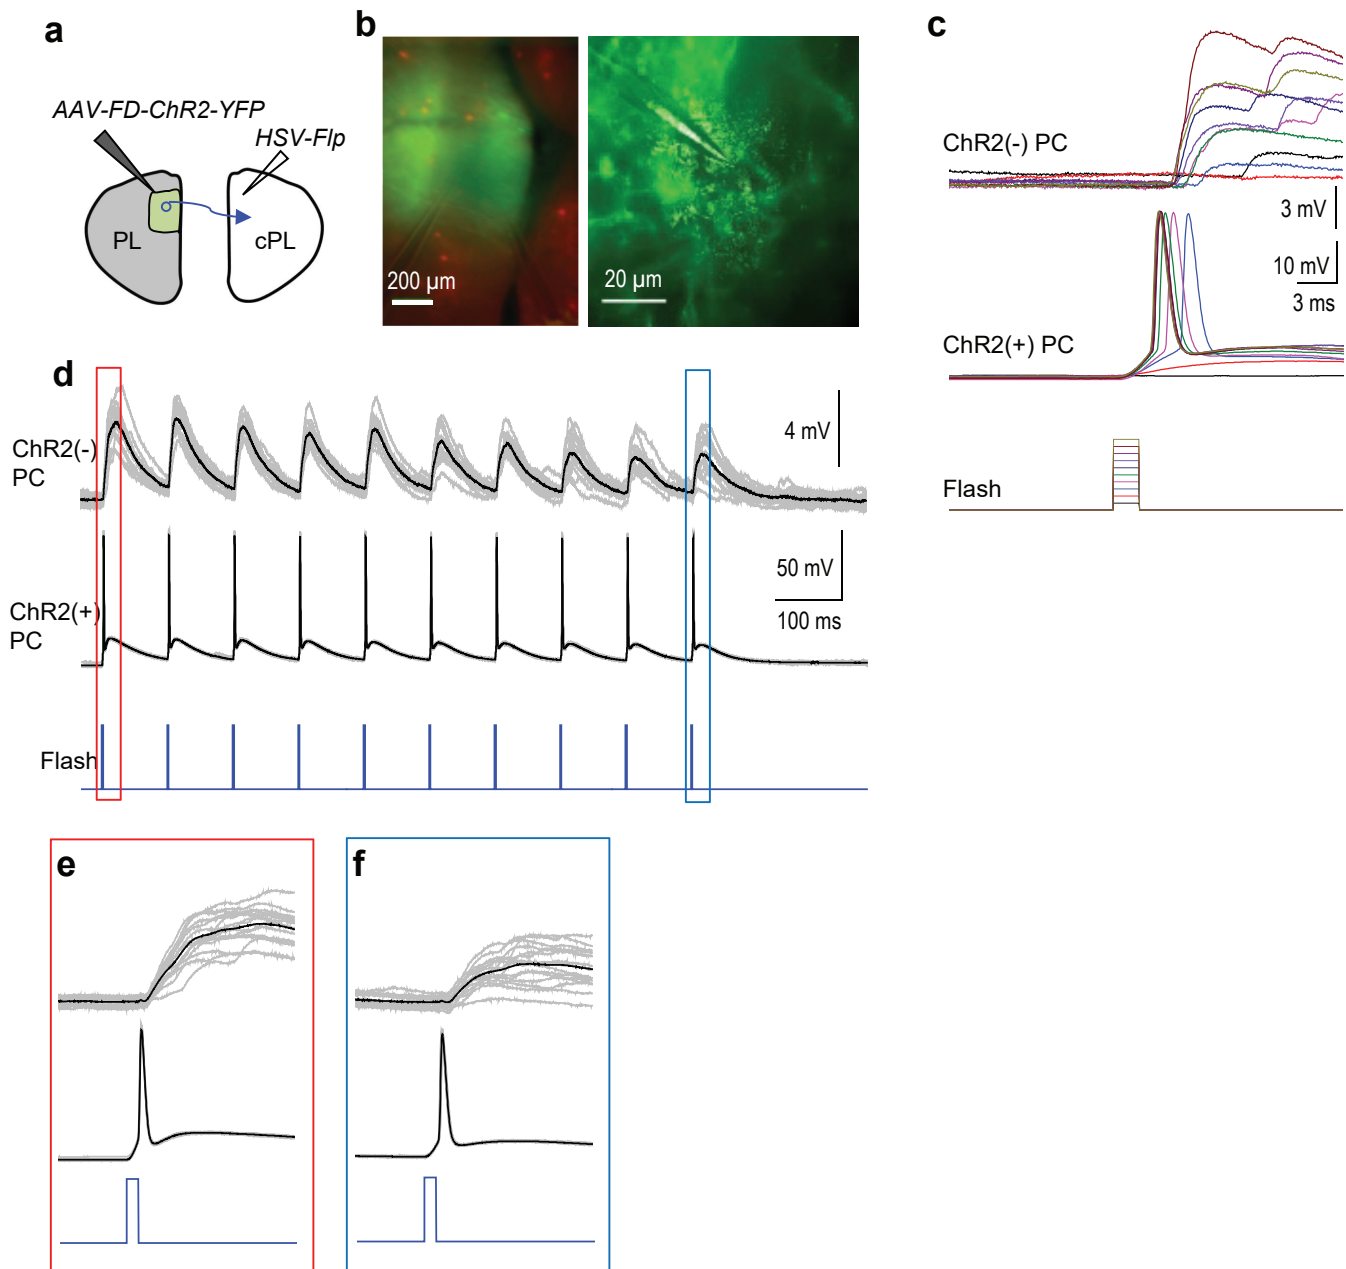 a
AAV-FD-ChR2-YFP
HSV-Flp
PL
cPL
b
200 µm
20 µm
c
ChR2(-) PC
3 mV
10 mV
3 ms
ChR2(+) PC
Flash
d
ChR2(-)
PC
4 mV
ChR2(+)
PC
50 mV
100 ms
Flash
e
f